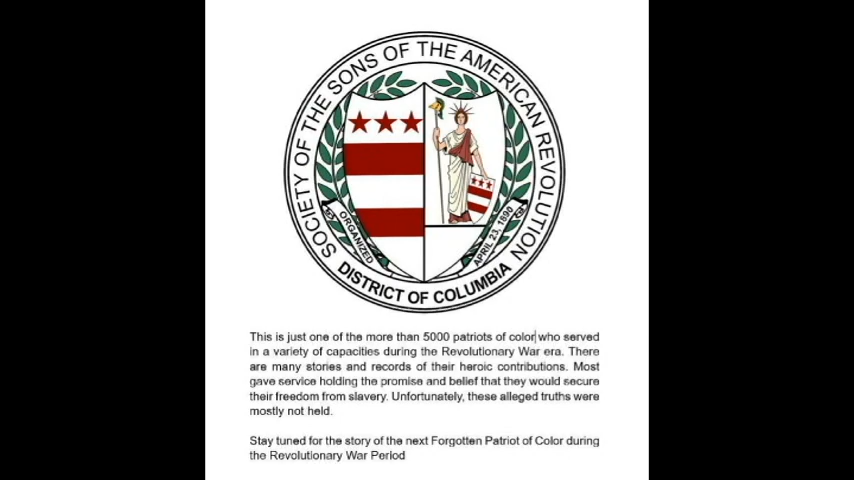 SOCIETY OF THE SONS OF THE AMERICAN REVOLUTION
ORGANIZED
APRIL 23, 1890
DISTRICT OF COLUMBIA
This is just one of the more than 5000 patriots of color who served
in a variety of capacities during the Revolutionary War era. There
are many stories and records of their heroic contributions. Most
gave service holding the promise and belief that they would secure
their freedom from slavery. Unfortunately, these alleged truths were
mostly not held.
Stay tuned for the story of the next Forgotten Patriot of Color during
the Revolutionary War Period